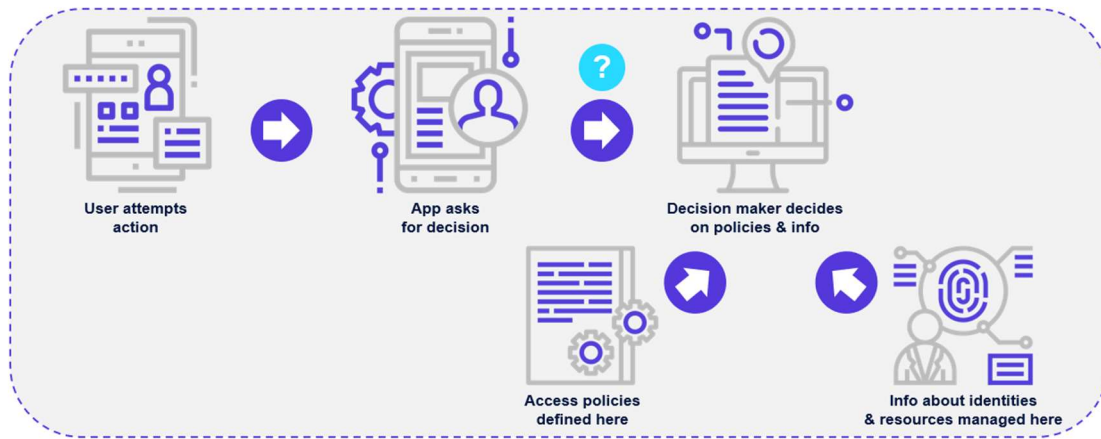 ?
User attempts
action
App asks
for decision
Decision maker decides
on policies & info
Access policies
defined here
Info about identities
& resources managed here